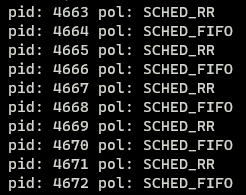 pid: 4663 pol: SCHED_RR
pid: 4664 pol: SCHED_FIFO
pid: 4665 pol: SCHED_RR
pid: 4666 pol: SCHED_FIFO
pid: 4667 pol: SCHED_RR
pid: 4668 pol: SCHED_FIFO
pid: 4669 pol: SCHED_RR
pid: 4670 pol: SCHED_FIFO
pid: 4671 pol: SCHED_RR
pid: 4672 pol: SCHED_FIFO